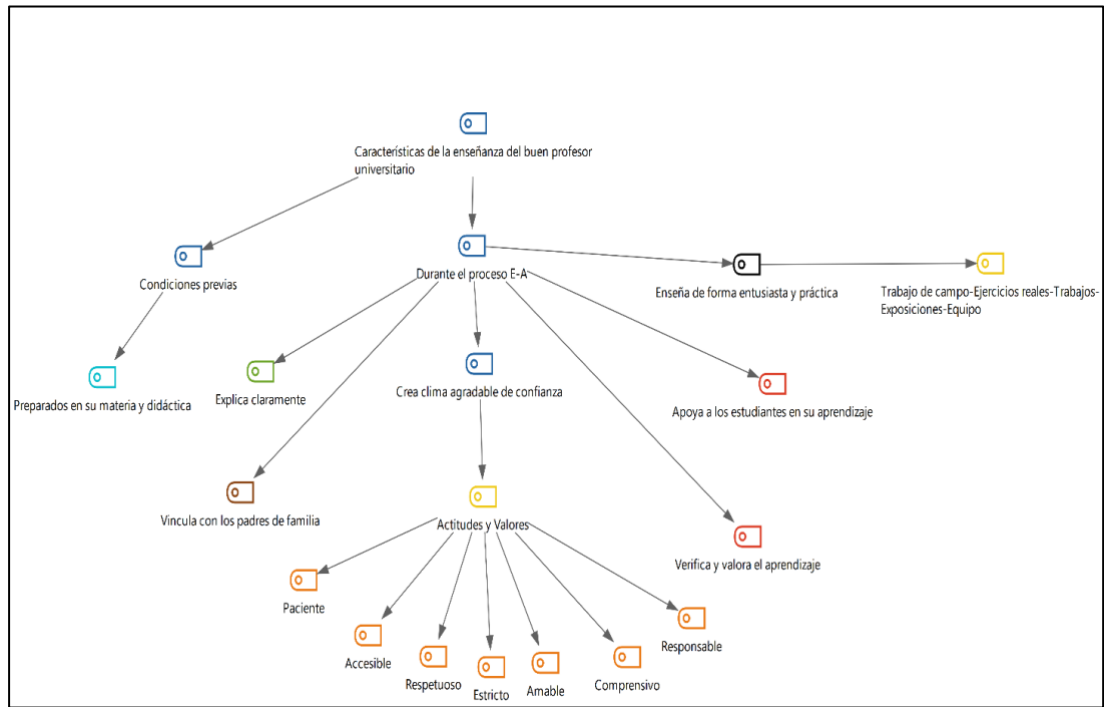 Características de la enseñanza del buen profesor
universitario
Condiciones previas
Durante el proceso E-A
Enseña de forma entusiasta y práctica
Trabajo de campo-Ejercicios reales-Trabajos-
Exposiciones-Equipo
Preparados en su materia y didáctica
Explica claramente
Crea clima agradable de confianza
Apoya a los estudiantes en su aprendizaje
Vincula con los padres de familia
Actitudes y Valores
Verifica y valora el aprendizaje
Paciente
Accesible
Respetuoso
Estricto
Amable
Comprensivo
Responsable